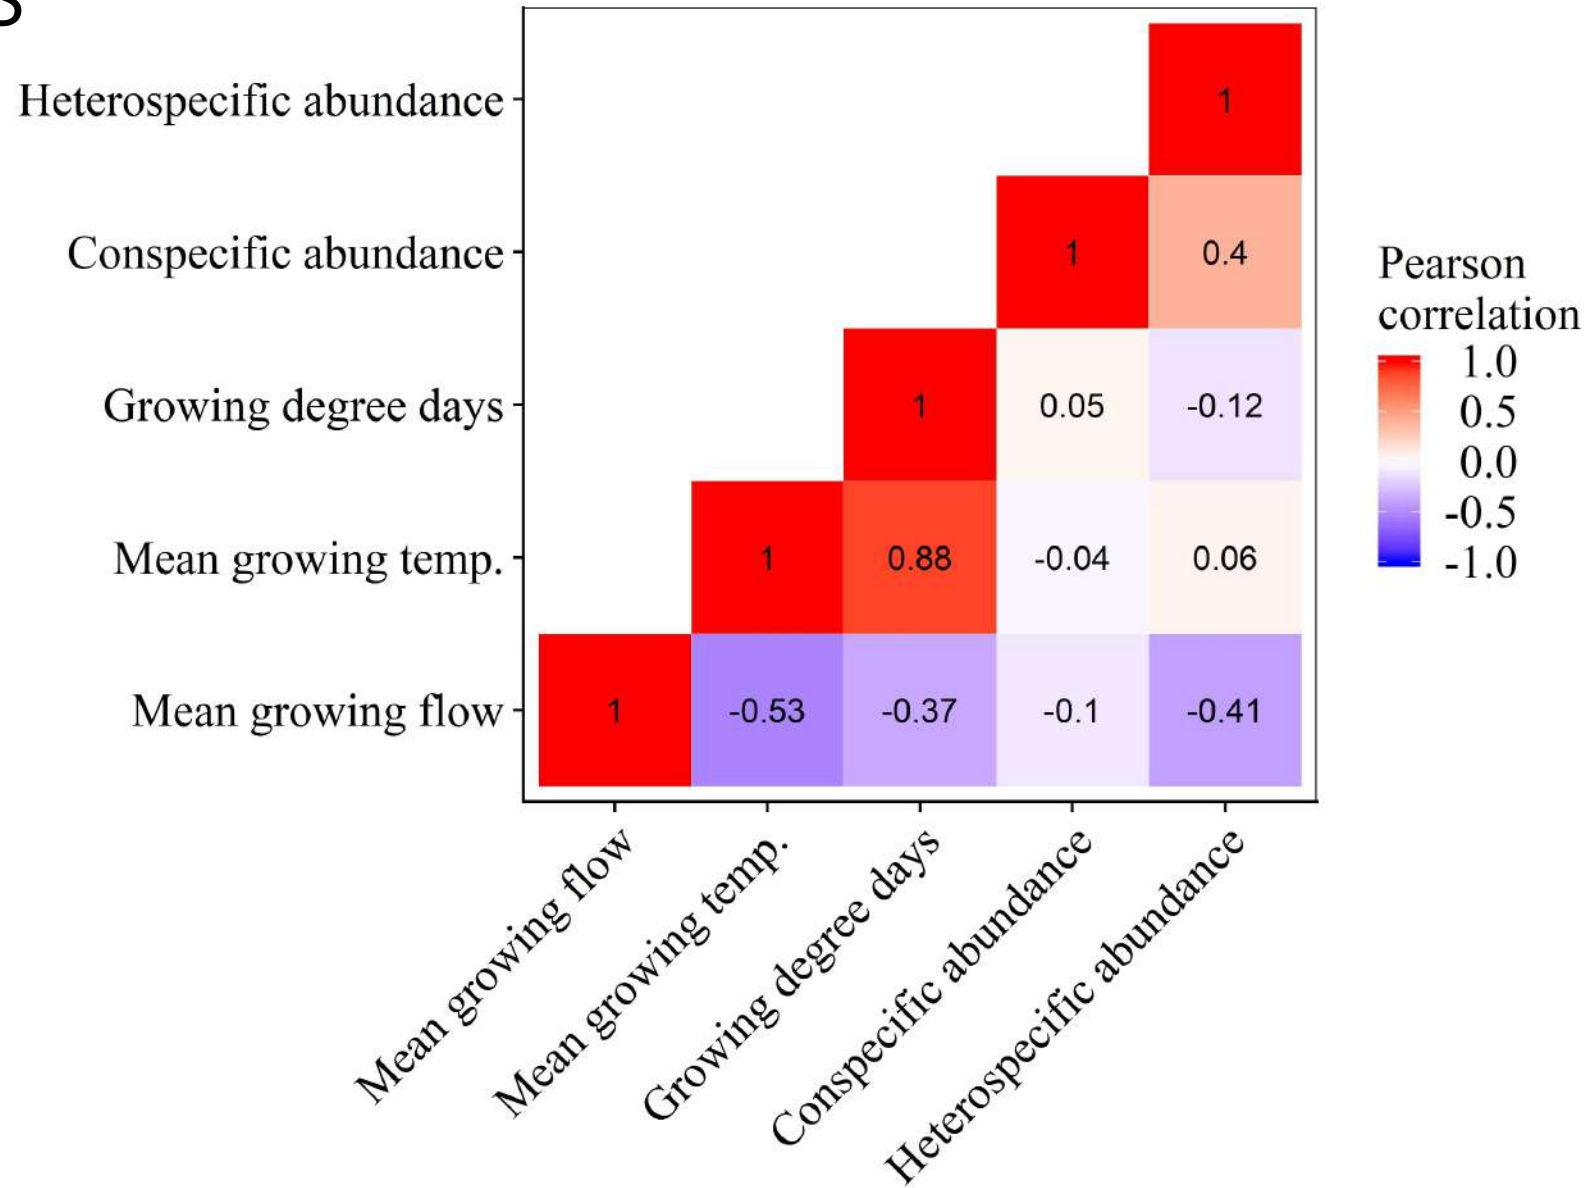 Heterospecific abundance
Conspecific abundance
Growing degree days
Mean growing temp.
Mean growing flow
1
1
0.4
1
0.05
-0.12
1
0.88
-0.04
0.06
1
-0.53
-0.37
-0.1
-0.41
Mean growing flow
Mean growing temp.
Growing degree days
Conspecific abundance
Heterospecific abundance
Pearson
correlation
1.0
0.5
0.0
-0.5
-1.0